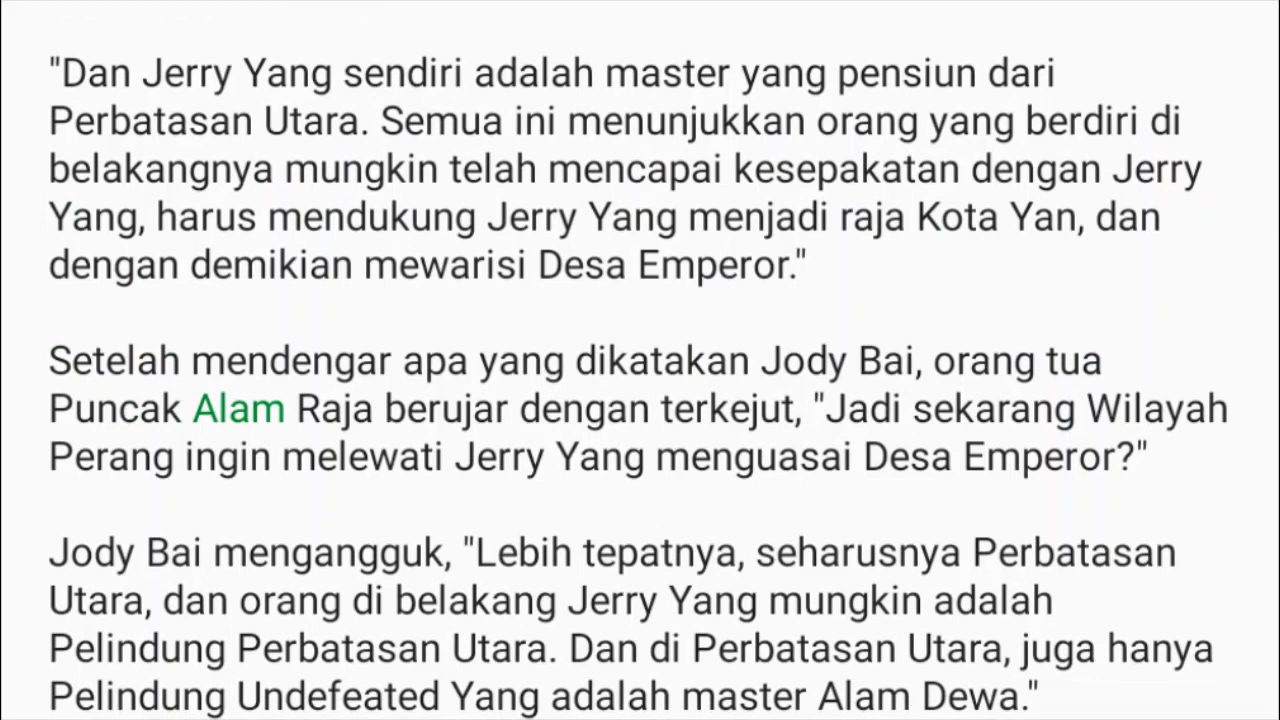 "Dan Jerry Yang sendiri adalah master yang pensiun dari
Perbatasan Utara. Semua ini menunjukkan orang yang berdiri di
belakangnya mungkin telah mencapai kesepakatan dengan Jerry
Yang, harus mendukung Jerry Yang menjadi raja Kota Yan, dan
dengan demikian mewarisi Desa Emperor."
Setelah mendengar apa yang dikatakan Jody Bai, orang tua
Puncak Alam Raja berujar dengan terkejut, "Jadi sekarang Wilayah
Perang ingin melewati Jerry Yang menguasai Desa Emperor?"
Jody Bai mengangguk, "Lebih tepatnya, seharusnya Perbatasan
Utara, dan orang di belakang Jerry Yang mungkin adalah
Pelindung Perbatasan Utara. Dan di Perbatasan Utara, juga hanya
Pelindung Undefeated Yang adalah master Alam Dewa."